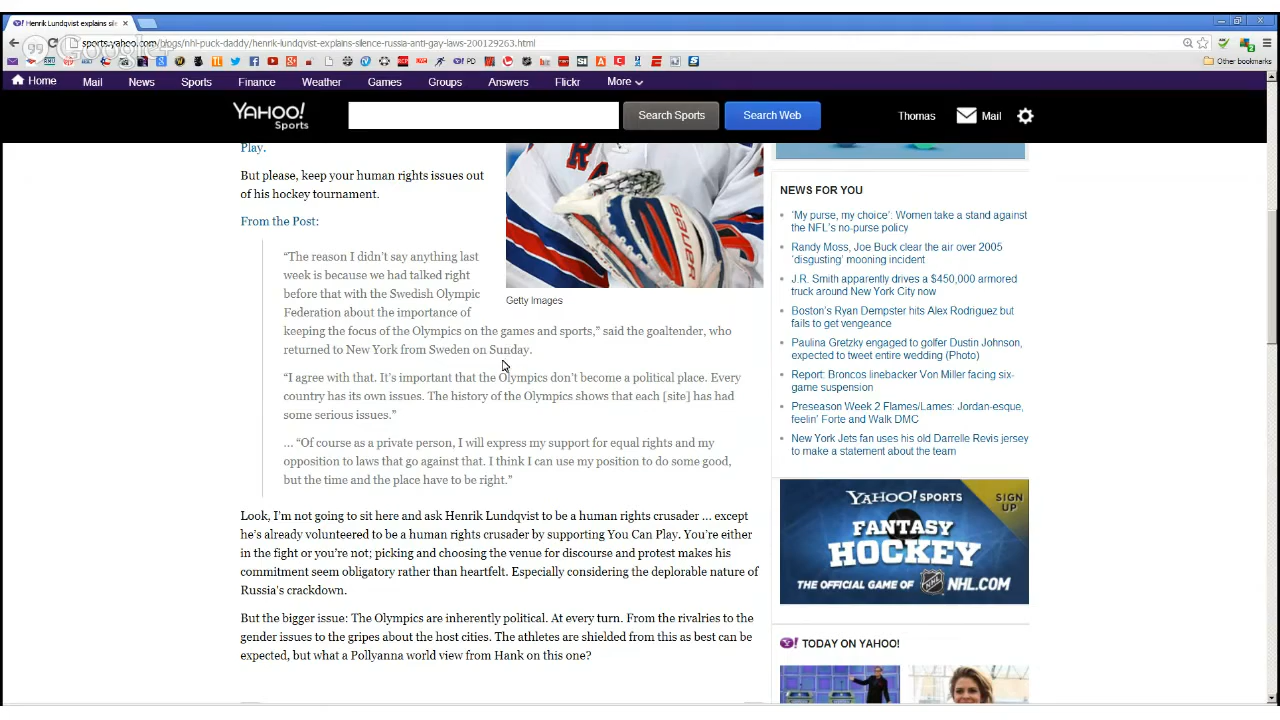 Henrik Lundqvist explains sile
sports.yahoo.com/blogs/nhl-puck-daddy/henrik-lundqvist-explains-silence-russia-anti-gay-laws-200129263.html
Other bookmarks
Home Mail News Sports Finance Weather Games Groups Answers Flickr More
YAHOO!
Sports
Search Sports
Search Web
Thomas
Mail
Play.
But please, keep your human rights issues out
of his hockey tournament.
From the Post:
“The reason I didn’t say anything last
week is because we had talked right
before that with the Swedish Olympic
Federation about the importance of
keeping the focus of the Olympics on the games and sports,” said the goaltender, who
returned to New York from Sweden on Sunday.
“I agree with that. It’s important that the Olympics don’t become a political place. Every
country has its own issues. The history of the Olympics shows that each [site] has had
some serious issues.”
… “Of course as a private person, I will express my support for equal rights and my
opposition to laws that go against that. I think I can use my position to do some good,
but the time and the place have to be right.”
Look, I’m not going to sit here and ask Henrik Lundqvist to be a human rights crusader … except
he’s already volunteered to be a human rights crusader by supporting You Can Play. You’re either
in the fight or you’re not; picking and choosing the venue for discourse and protest makes his
commitment seem obligatory rather than heartfelt. Especially considering the deplorable nature of
Russia’s crackdown.
But the bigger issue: The Olympics are inherently political. At every turn. From the rivalries to the
gender issues to the gripes about the host cities. The athletes are shielded from this as best can be
expected, but what a Pollyanna world view from Hank on this one?
BAUER
Getty Images
NEWS FOR YOU
‘My purse, my choice’: Women take a stand against
the NFL’s no-purse policy
Randy Moss, Joe Buck clear the air over 2005
‘disgusting’ mooning incident
J.R. Smith apparently drives a $450,000 armored
truck around New York City now
Boston’s Ryan Dempster hits Alex Rodriguez but
fails to get vengeance
Paulina Gretzky engaged to golfer Dustin Johnson,
expected to tweet entire wedding (Photo)
Report: Broncos linebacker Von Miller facing six-
game suspension
Preseason Week 2 Flames/Lames: Jordan-esque,
feelin’ Forte and Walk DMC
New York Jets fan uses his old Darrelle Revis jersey
to make a statement about the team
YAHOO! SPORTS
SIGN
UP
FANTASY
HOCKEY
THE OFFICIAL GAME OF NHL.COM
Y! TODAY ON YAHOO!